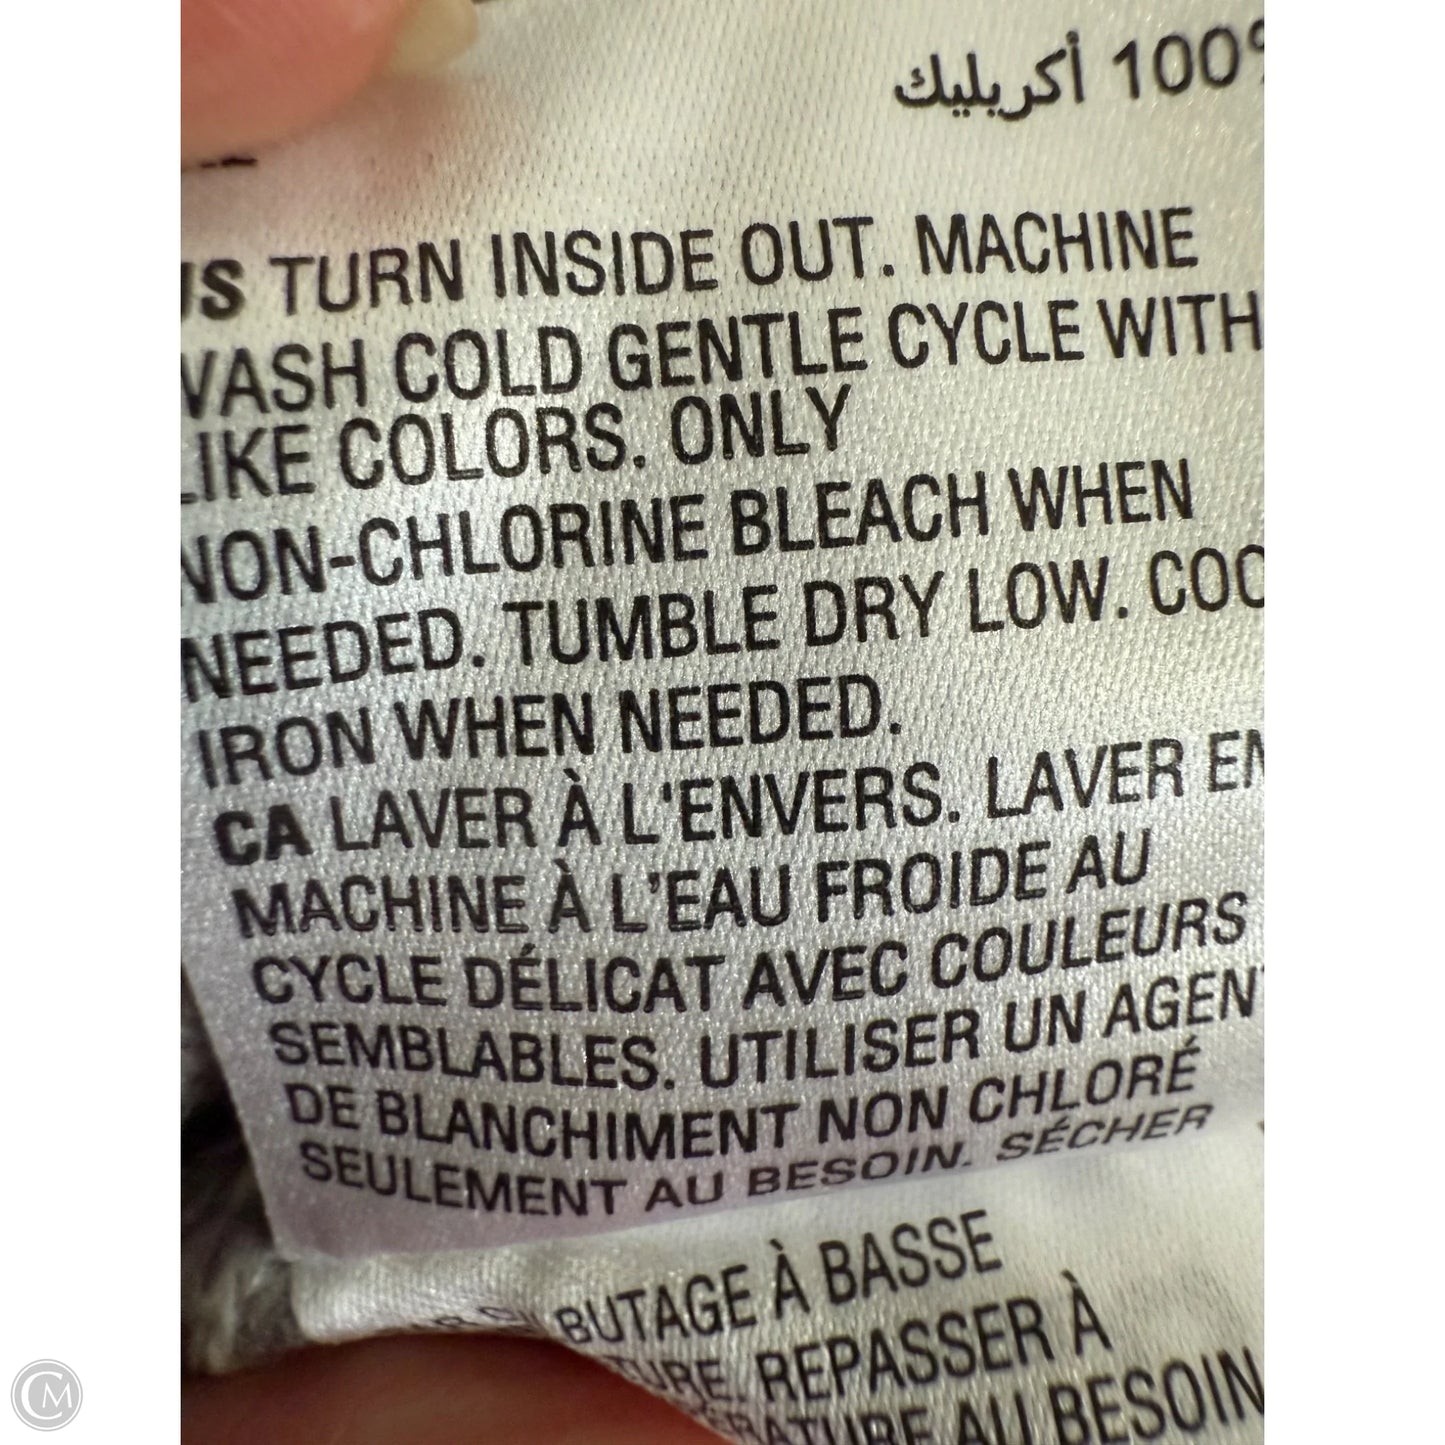 100% أكريليك
US TURN INSIDE OUT. MACHINE
WASH COLD GENTLE CYCLE WITH
LIKE COLORS. ONLY
NON-CHLORINE BLEACH WHEN
NEEDED. TUMBLE DRY LOW. COO
IRON WHEN NEEDED.
CA LAVER À L'ENVERS. LAVER EN
MACHINE À L'EAU FROIDE AU
CYCLE DÉLICAT AVEC COULEURS
SEMBLABLES. UTILISER UN AGENT
DE BLANCHIMENT NON CHLORÉ
SEULEMENT AU BESOIN. SÉCHER
BUTAGE À BASSE
TURE. REPASSER À
RATURE AU BESOIN
CM